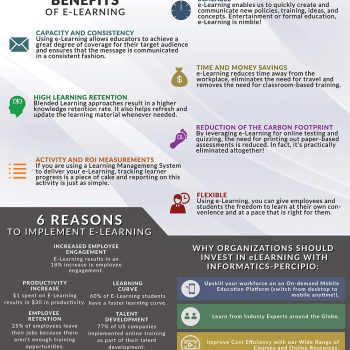 BENEFITS
OF E-LEARNING
e-Learning enables us to quickly create and
communicate new policies, training, ideas, and
concepts. Entertainment or formal education,
e-Learning is nimble!
CAPACITY AND CONSISTENCY
Using e-Learning allows educators to achieve a
great degree of coverage for their target audience
and ensures that the message is communicated
in a consistent fashion.
TIME AND MONEY SAVINGS
e-Learning reduces time away from the
workplace, eliminates the need for travel and
removes the need for classroom-based training.
HIGH LEARNING RETENTION
Blended Learning approaches result in a higher
knowledge retention rate. It also helps refresh and
update the learning material whenever needed.
REDUCTION OF THE CARBON FOOTPRINT
By leveraging e-Learning for online testing and
quizzing, the need for printing out paper-based
assessments is reduced. In fact, it's practically
eliminated altogether!
ACTIVITY AND ROI MEASUREMENTS
If you are using a Learning Management System
to deliver your e-Learning, tracking learner
progress is a piece of cake and reporting on this
activity is just as simple.
FLEXIBLE
Using e-Learning, you can give employees and
students the freedom to learn at their own con-
venience and at a pace that is right for them.
6 REASONS
TO IMPLEMENT E-LEARNING
INCREASED EMPLOYEE
ENGAGEMENT
E-Learning results in an
18% increase in employee
engagement.
PRODUCTIVITY
INCREASE
$1 spent on E-Learning
results in $30 in productivity.
LEARNING
CURVE
60% of E-Learning students
have a faster learning curve.
EMPLOYEE
RETENTION
25% of employees leave
their jobs because there
aren't enough training
opportunities.
TALENT
DEVELOPMENT
77% of US companies
implemented online training
as part of their talent
development.
WHY ORGANIZATIONS SHOULD
INVEST IN eLEARNING WITH
INFORMATICS-PERCIPIO:
Upskill your workforce on an On-demand Mobile
Education Platform (switch from desktop to
mobile anytime!).
Learn from Industry Experts around the Globe.
Improve Cost Efficiency with our Wide Range of
Courses and Online Resources.